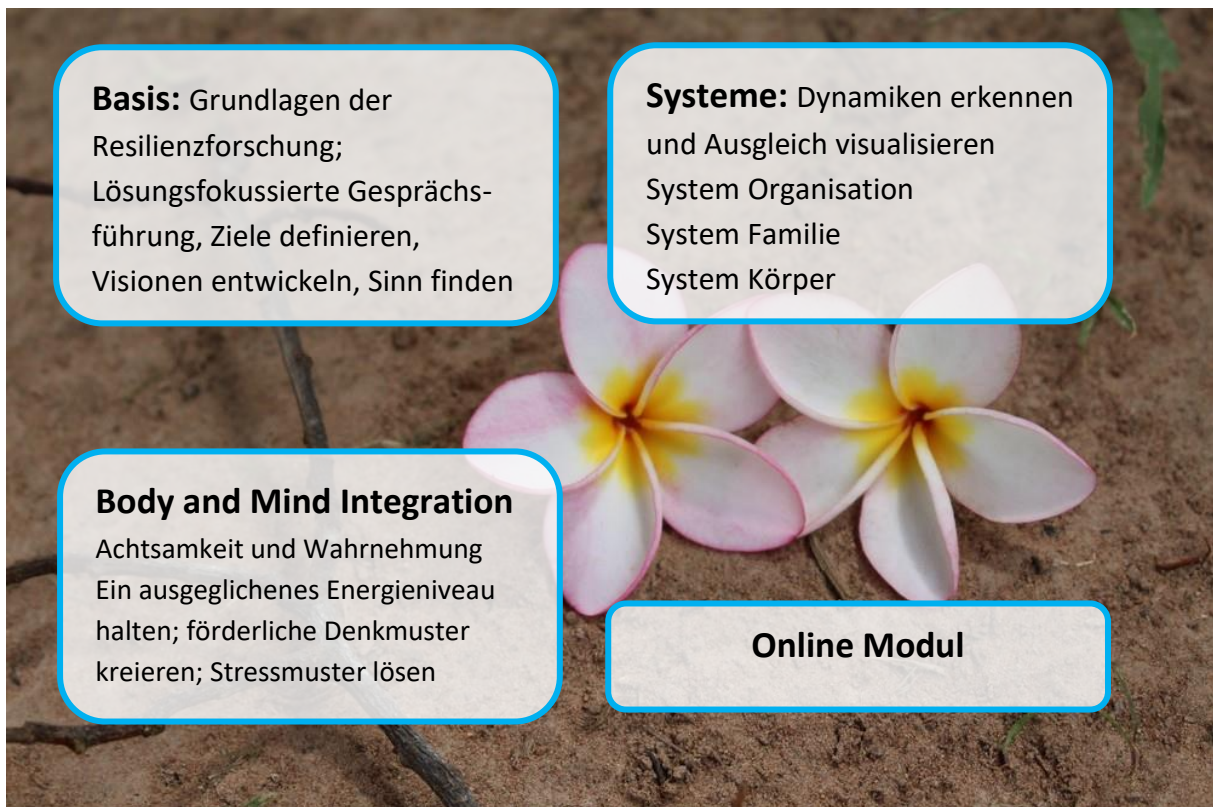 Basis: Grundlagen der
Resilienzforschung;
Lösungsfokussierte Gesprächs-
führung, Ziele definieren,
Visionen entwickeln, Sinn finden
Systeme: Dynamiken erkennen
und Ausgleich visualisieren
System Organisation
System Familie
System Körper
Body and Mind Integration
Achtsamkeit und Wahrnehmung
Ein ausgeglichenes Energieniveau
halten; förderliche Denkmuster
kreieren; Stressmuster lösen
Online Modul